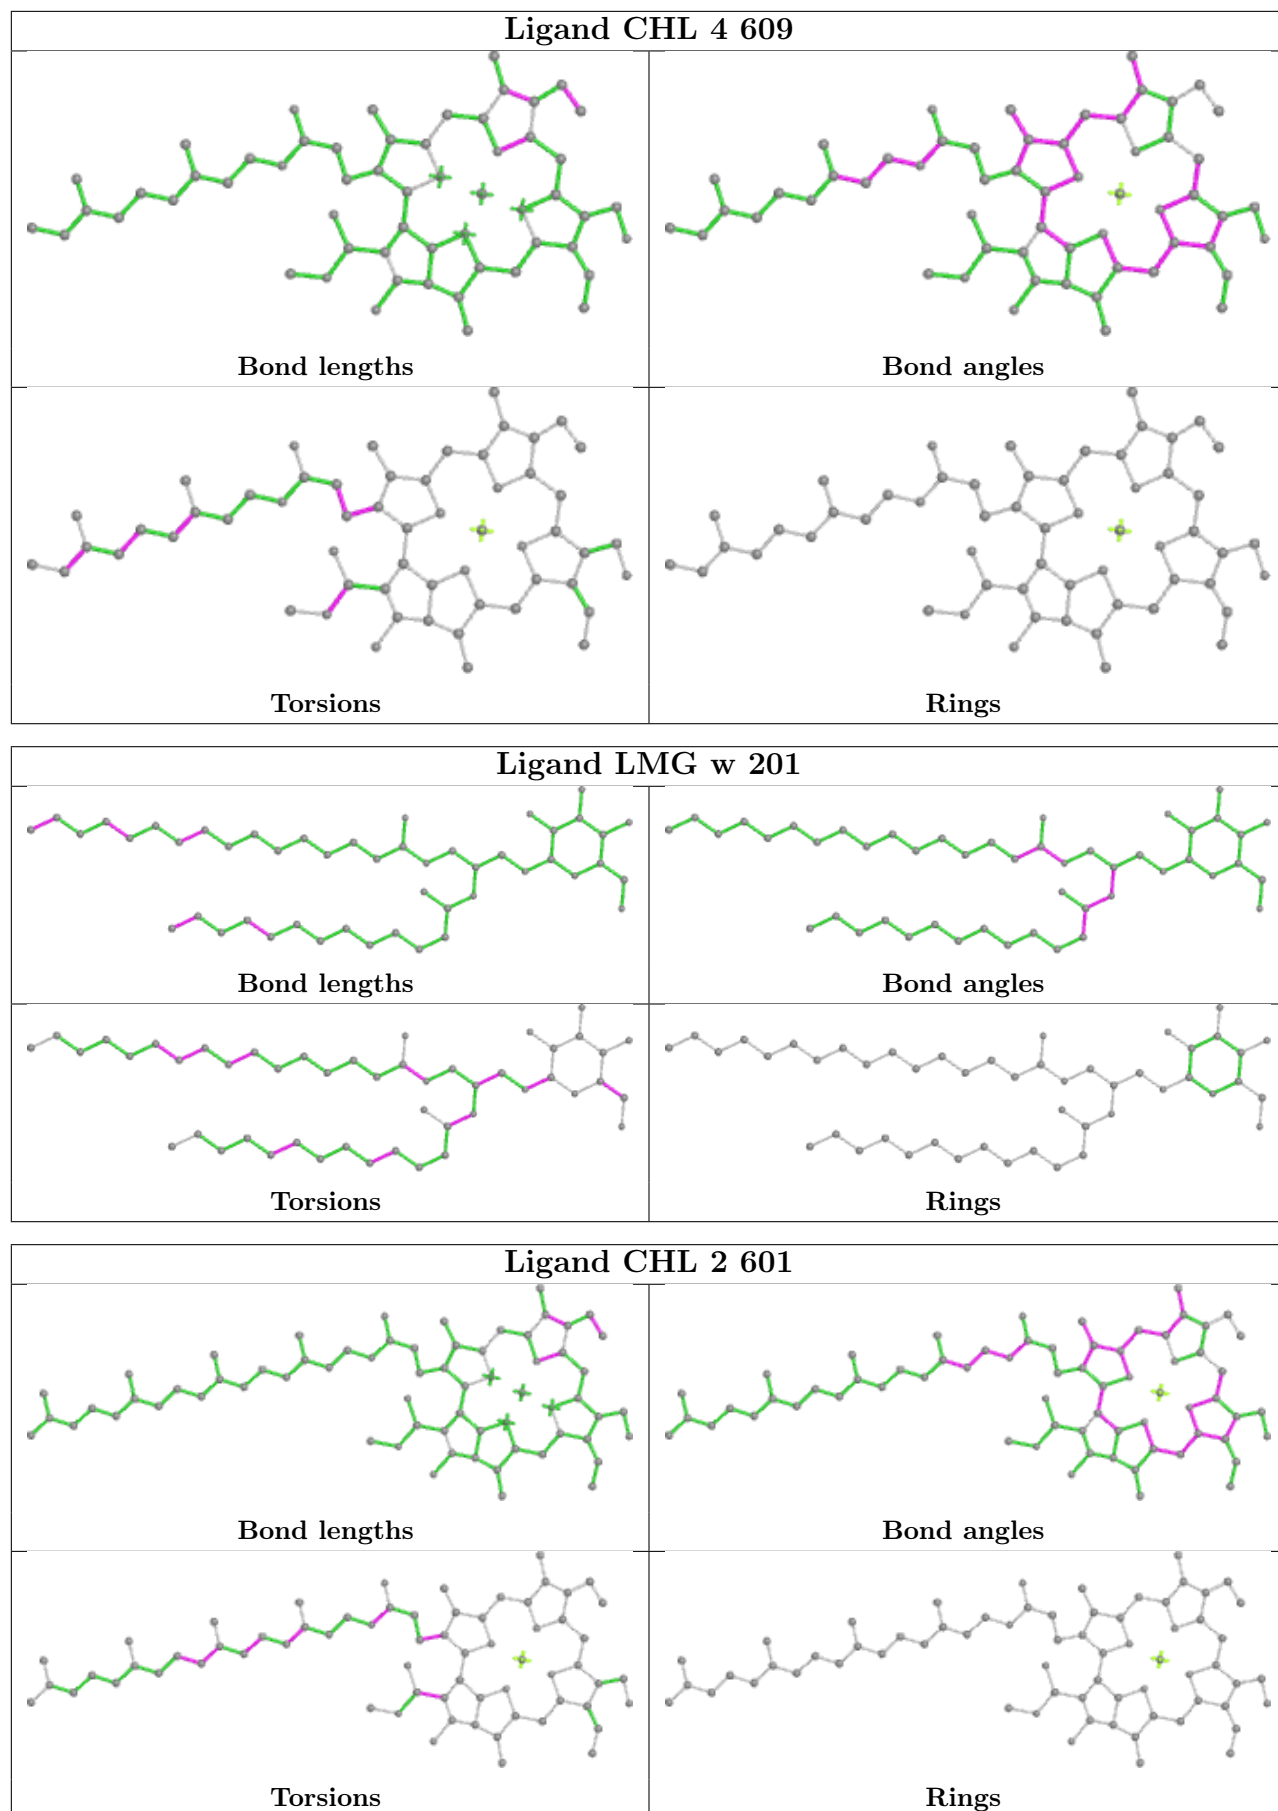 Ligand CHL 4 609
Bond lengths
Bond angles
Torsions
Rings
Ligand LMG w 201
Bond lengths
Bond angles
Torsions
Rings
Ligand CHL 2 601
Bond lengths
Bond angles
Torsions
Rings